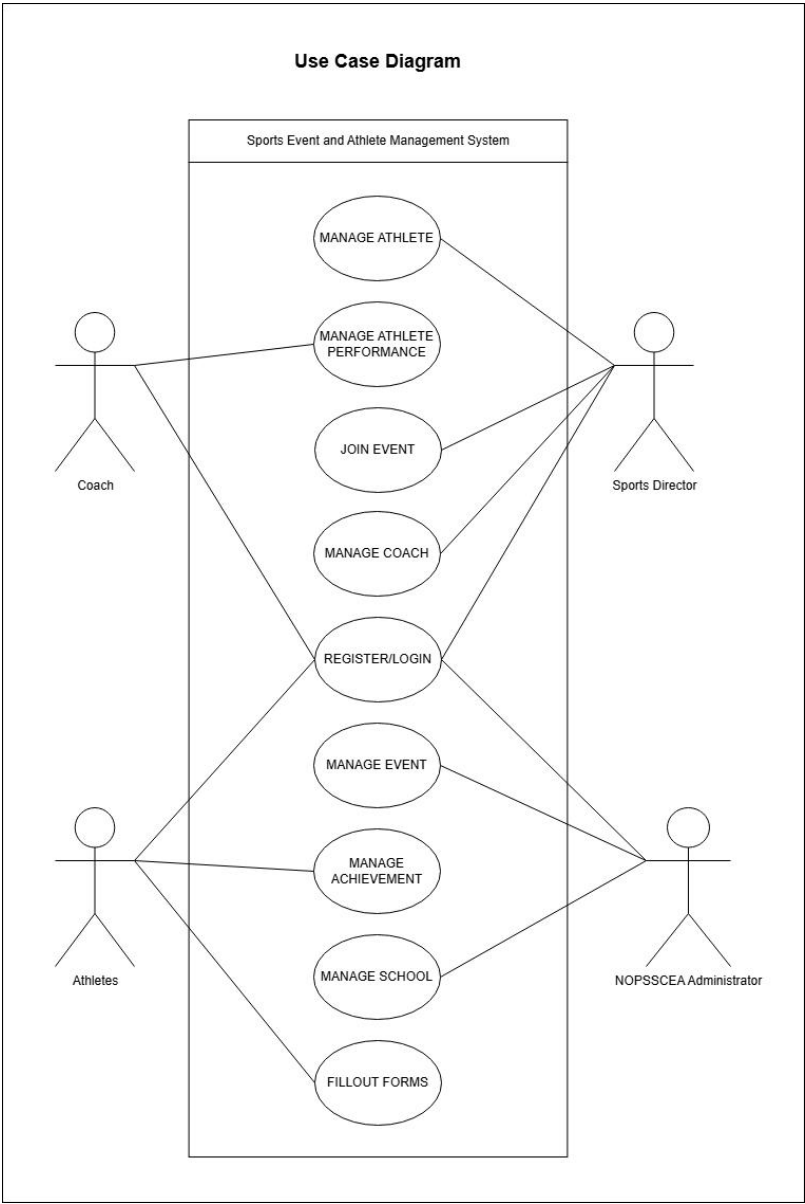 Use Case Diagram
Sports Event and Athlete Management System
MANAGE ATHLETE
MANAGE ATHLETE
PERFORMANCE
JOIN EVENT
Coach
Sports Director
MANAGE COACH
REGISTER/LOGIN
MANAGE EVENT
MANAGE
ACHIEVEMENT
MANAGE SCHOOL
Athletes
NOPSSCEA Administrator
FILLOUT FORMS